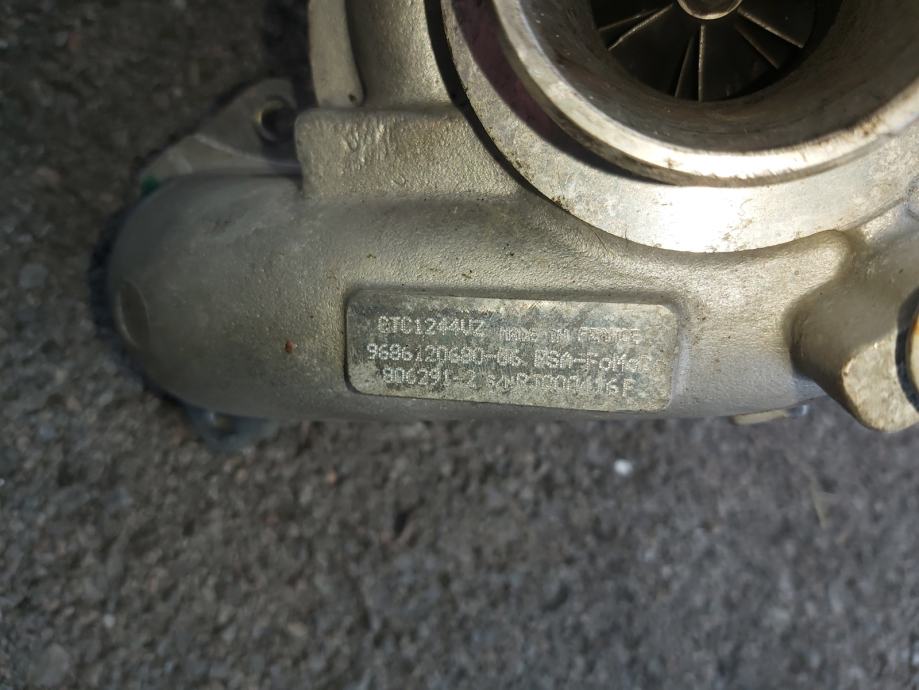 GTC1244VZ MADE IN FRANCE
9686120680-06 PSA-FoMoCo
806291-2